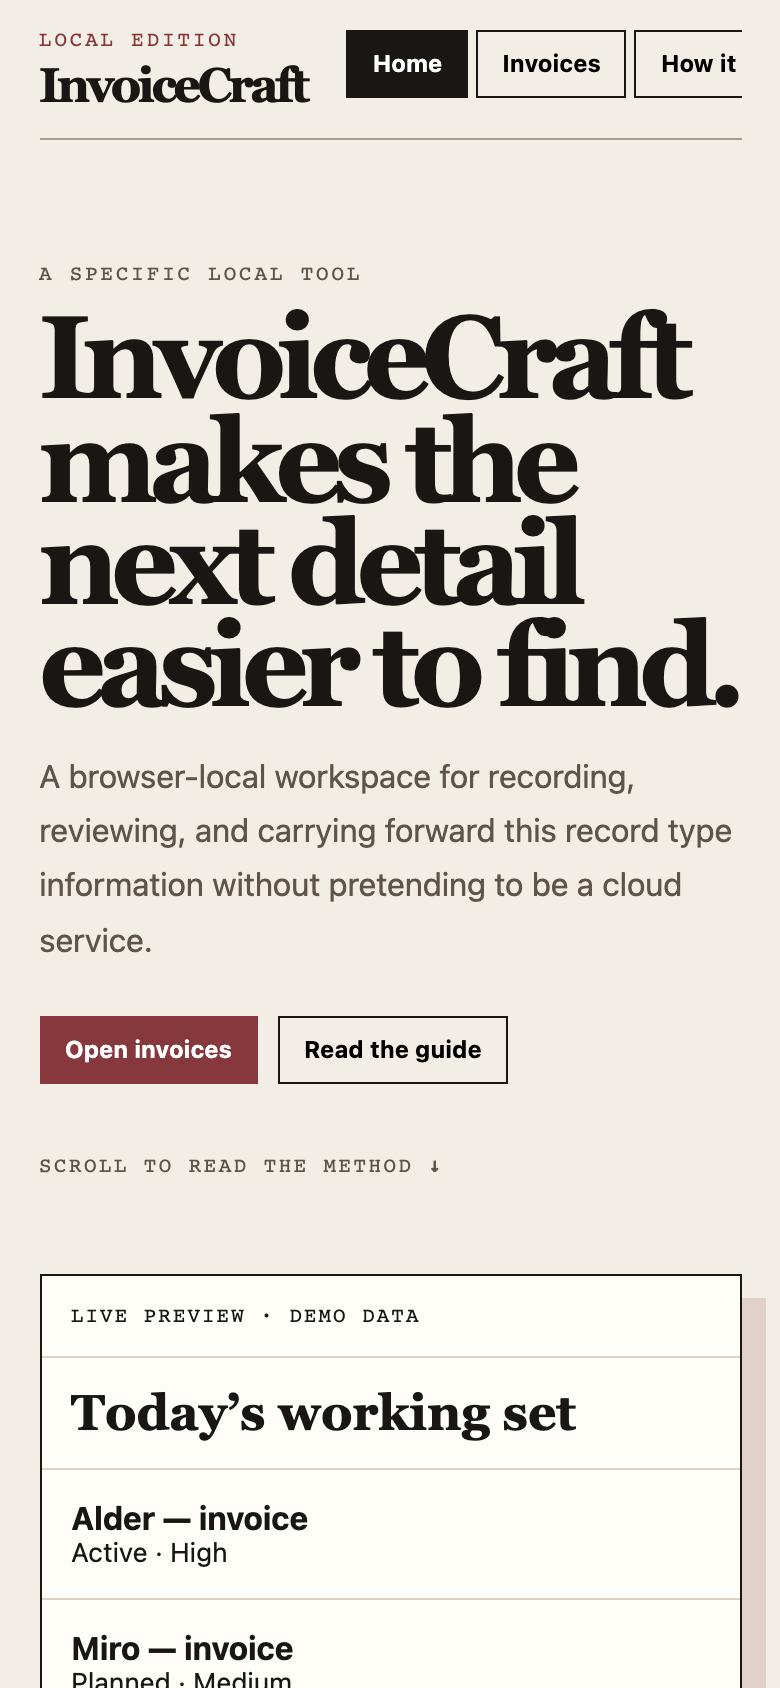 LOCAL EDITION
InvoiceCraft
Home
Invoices
How it
A SPECIFIC LOCAL TOOL
InvoiceCraft
makes the
next detail
easier to find.
A browser-local workspace for recording,
reviewing, and carrying forward this record type
information without pretending to be a cloud
service.
Open invoices
Read the guide
SCROLL TO READ THE METHOD ↓
LIVE PREVIEW · DEMO DATA
Today’s working set
Alder — invoice
Active · High
Miro — invoice
Planned · Medium